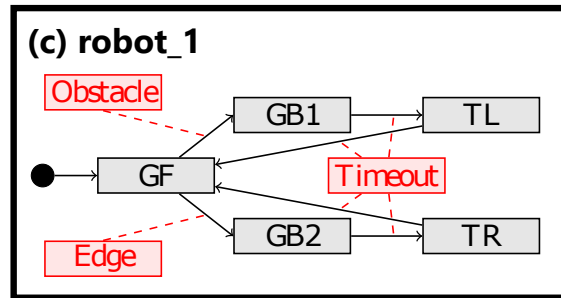 (c) robot_1
Obstacle
GB1
TL
GF
Timeout
GB2
TR
Edge